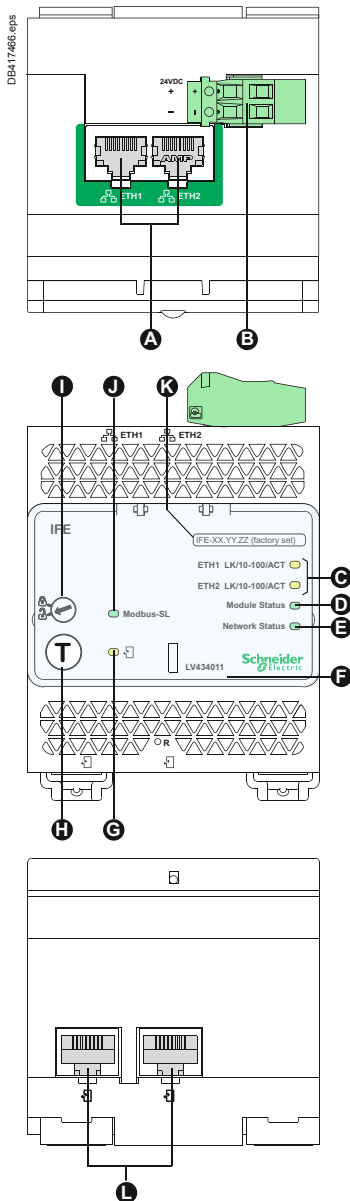 DB417466.eps
24VDC
+ +
– I
AMP
ETH1 ETH2
A B
I J K
ETH1 ETH2
IFE
IFE-XX.YY.ZZ (factory set)
ETH1 LK/10-100/ACT
ETH2 LK/10-100/ACT
C
Modbus-SL
Module Status
D
Network Status
E
T
LV434011
Schneider
Electric
F
R
H G
L